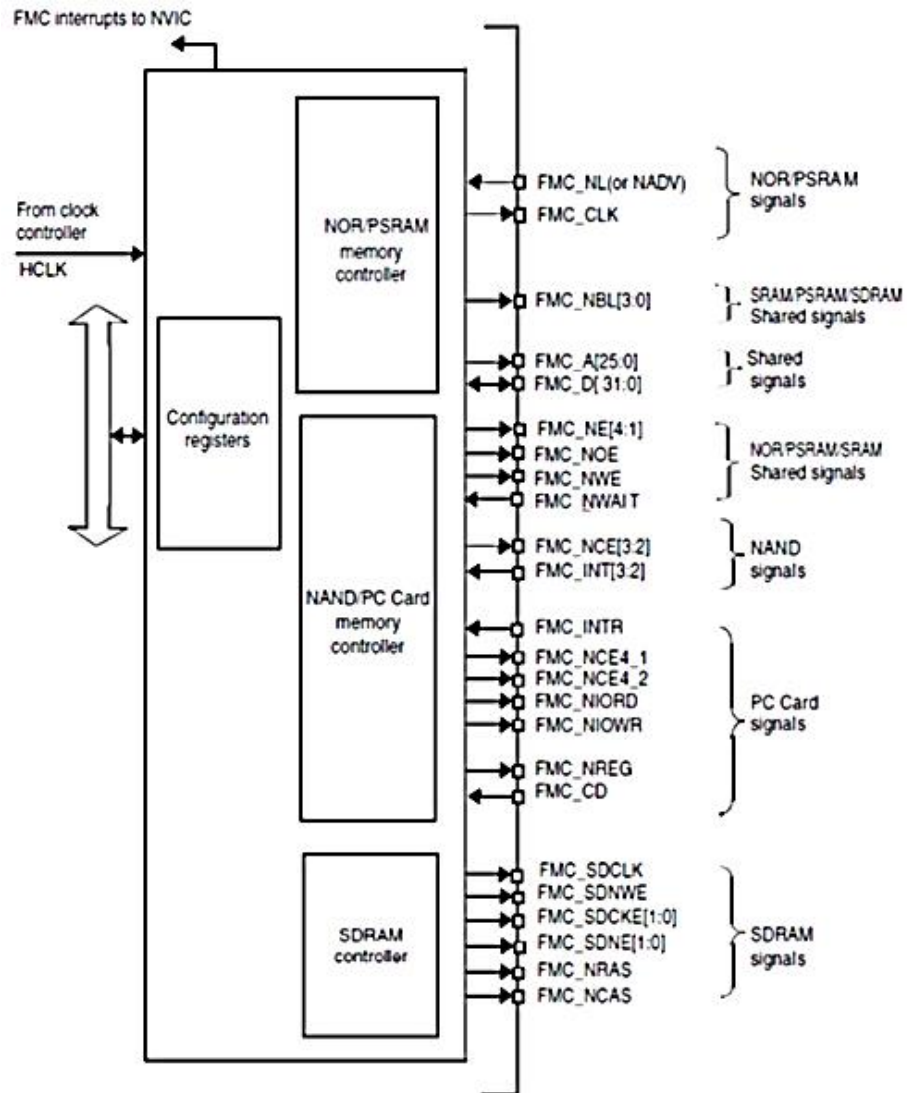 FMC interrupts to NVIC
From clock
controller
HCLK
Configuration
registers
NOR/PSRAM
memory
controller
NAND/PC Card
memory
controller
SDRAM
controller
FMC_NL(or NADV)
FMC_CLK
NOR/PSRAM
signals
FMC_NBL[3:0]
SRAM/PSRAM/SDRAM
Shared signals
FMC_A[25:0]
FMC_D[31:0]
Shared
signals
FMC_NE[4:1]
FMC_NOE
FMC_NWE
FMC_NWAIT
NOR/PSRAM/SRAM
Shared signals
FMC_NCE[3:2]
FMC_INT[3:2]
NAND
signals
FMC_INTR
FMC_NCE4_1
FMC_NCE4_2
FMC_NIORD
FMC_NIOWR
FMC_NREG
FMC_CD
PC Card
signals
FMC_SDCLK
FMC_SDNWE
FMC_SDCKE[1:0]
FMC_SDNE[1:0]
FMC_NRAS
FMC_NCAS
SDRAM
signals